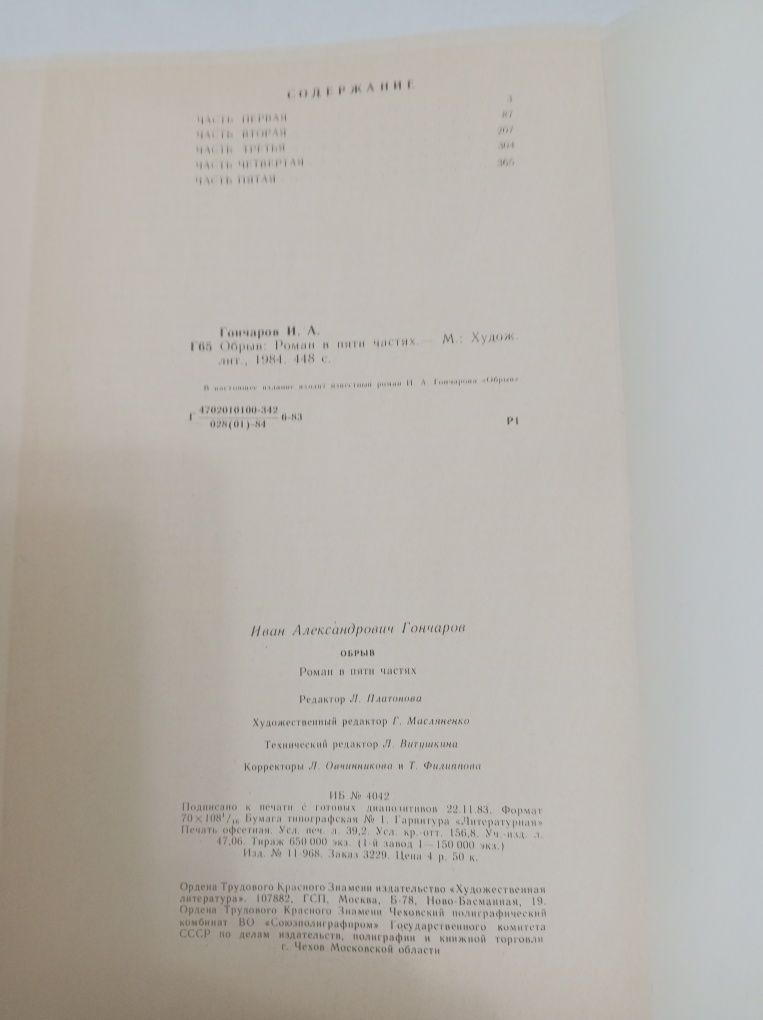 СОДЕРЖАНИЕ
ЧАСТЬ ПЕРВАЯ 3
ЧАСТЬ ВТОРАЯ 87
ЧАСТЬ ТРЕТЬЯ 207
ЧАСТЬ ЧЕТВЕРТАЯ 304
ЧАСТЬ ПЯТАЯ 365
Гончаров И. А.
Г65 Обрыв: Роман в пяти частях.— М.: Худож.
лит., 1984. 448 с.
В настоящее издание входит известный роман И. А. Гончарова «Обрыв»
Г 4702010100-342 / 028(01)-84 6-83 Р1
Иван Александрович Гончаров
ОБРЫВ
Роман в пяти частях
Редактор Л. Платонова
Художественный редактор Г. Масляненко
Технический редактор Л. Витушкина
Корректоры Л. Овчинникова и Т. Филиппова
ИБ № 4042
Подписано к печати с готовых диапозитивов 22.11.83. Формат
70×108¹/₁₆ Бумага типографская № 1. Гарнитура «Литературная»
Печать офсетная. Усл. печ. л. 39,2. Усл. кр.-отт. 156,8. Уч.-изд. л.
47,06. Тираж 650 000 экз. (1-й завод 1—150 000 экз.)
Изд. № 11-968. Заказ 3229. Цена 4 р. 50 к.
Ордена Трудового Красного Знамени издательство «Художественная
литература». 107882, ГСП, Москва, Б-78, Ново-Басманная, 19.
Ордена Трудового Красного Знамени Чеховский полиграфический
комбинат ВО «Союзполиграфпром» Государственного комитета
СССР по делам издательств, полиграфии и книжной торговли
г. Чехов Московской области